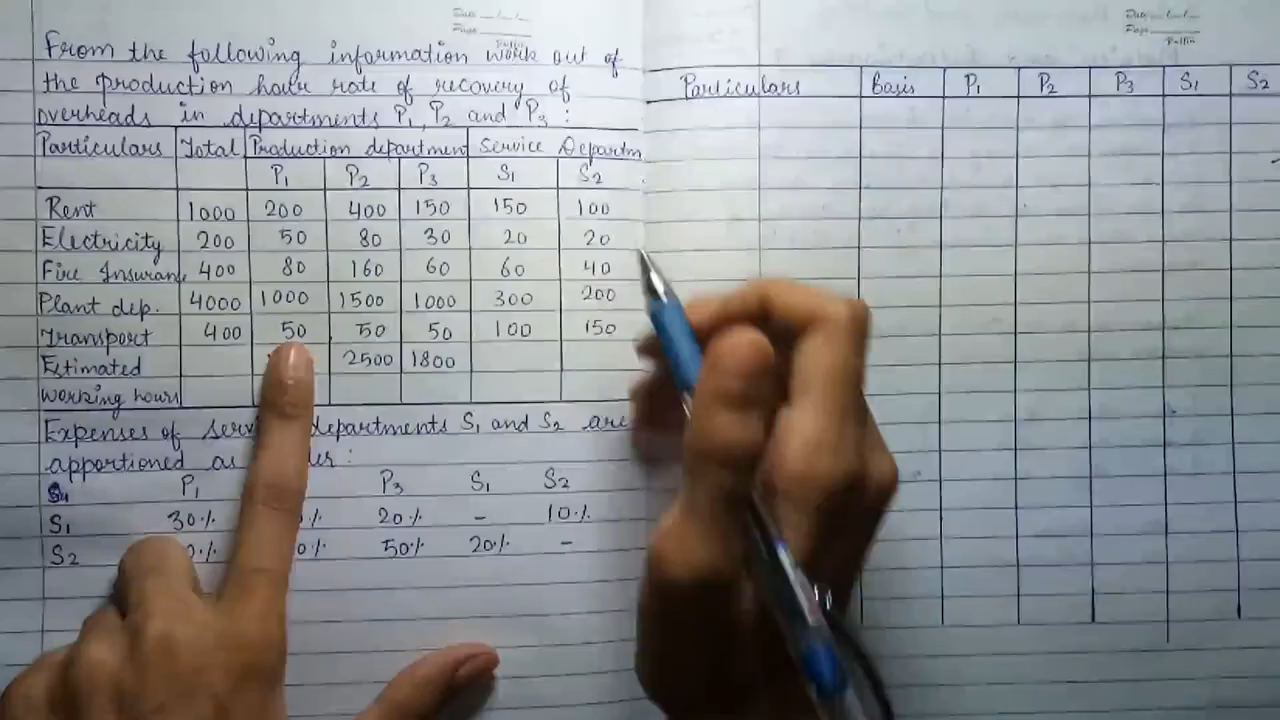 Date
Page
From the following information work out of
the production hour rate of recovery of
overheads in departments P1, P2 and P3 :
Particulars Total Production department Service Departm
P1 P2 P3 S1 S2
Rent 1000 200 400 150 150 100
Electricity 200 50 80 30 20 20
Fire Insuran 400 80 160 60 60 40
Plant dep. 4000 1000 1500 1000 300 200
Transport 400 50 50 50 100 150
Estimated 2500 1800
working hours
Expenses of departments S1 and S2 are
apportioned as
P1 P3 S1 S2
S1 30% 20% - 10%
S2 50% 20% -
Date
Page
Particulars Basis P1 P2 P3 S1 S2